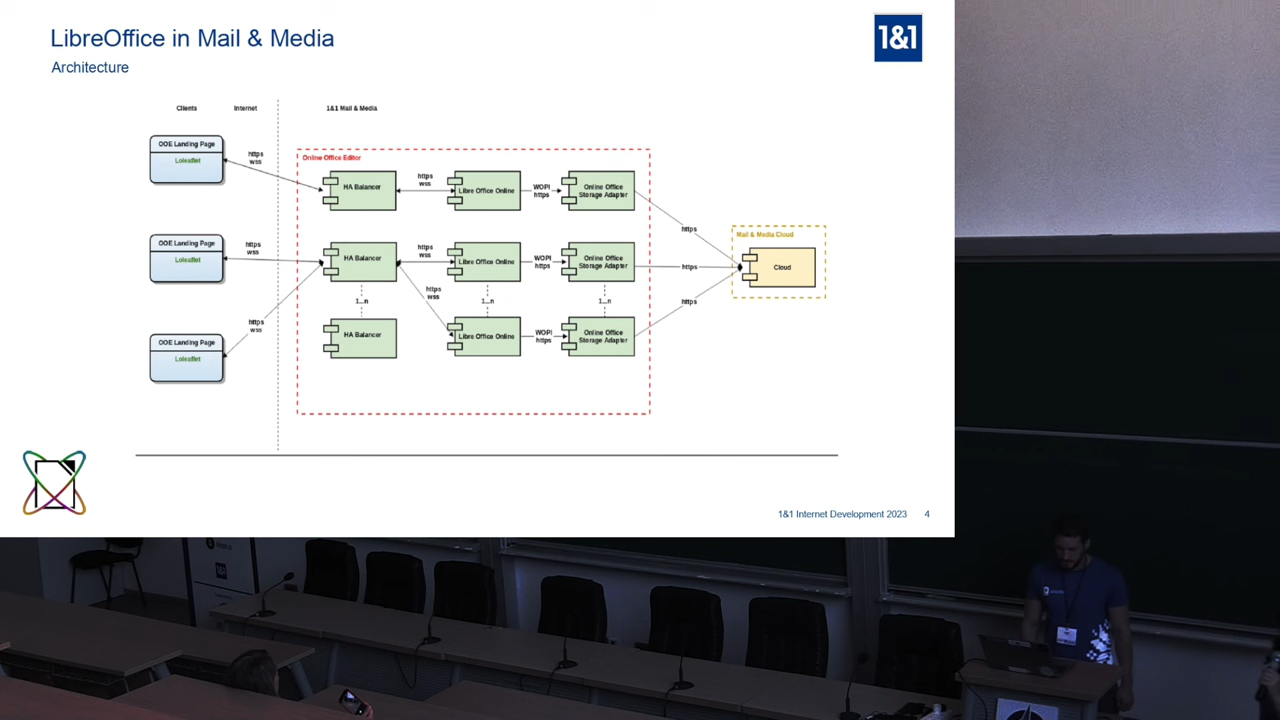 LibreOffice in Mail & Media
1&1
Architecture
Clients
Internet
1&1 Mail & Media
OOE Landing Page
Loleaflet
https
wss
Online Office Editor
HA Balancer
https
wss
Libre Office Online
WOPI
https
Online Office
Storage Adapter
https
OOE Landing Page
Loleaflet
https
wss
HA Balancer
https
wss
Libre Office Online
WOPI
https
Online Office
Storage Adapter
https
Mail & Media Cloud
Cloud
https
wss
1...n
1...n
1...n
https
OOE Landing Page
Loleaflet
https
wss
HA Balancer
Libre Office Online
WOPI
https
Online Office
Storage Adapter
1&1 Internet Development 2023
4